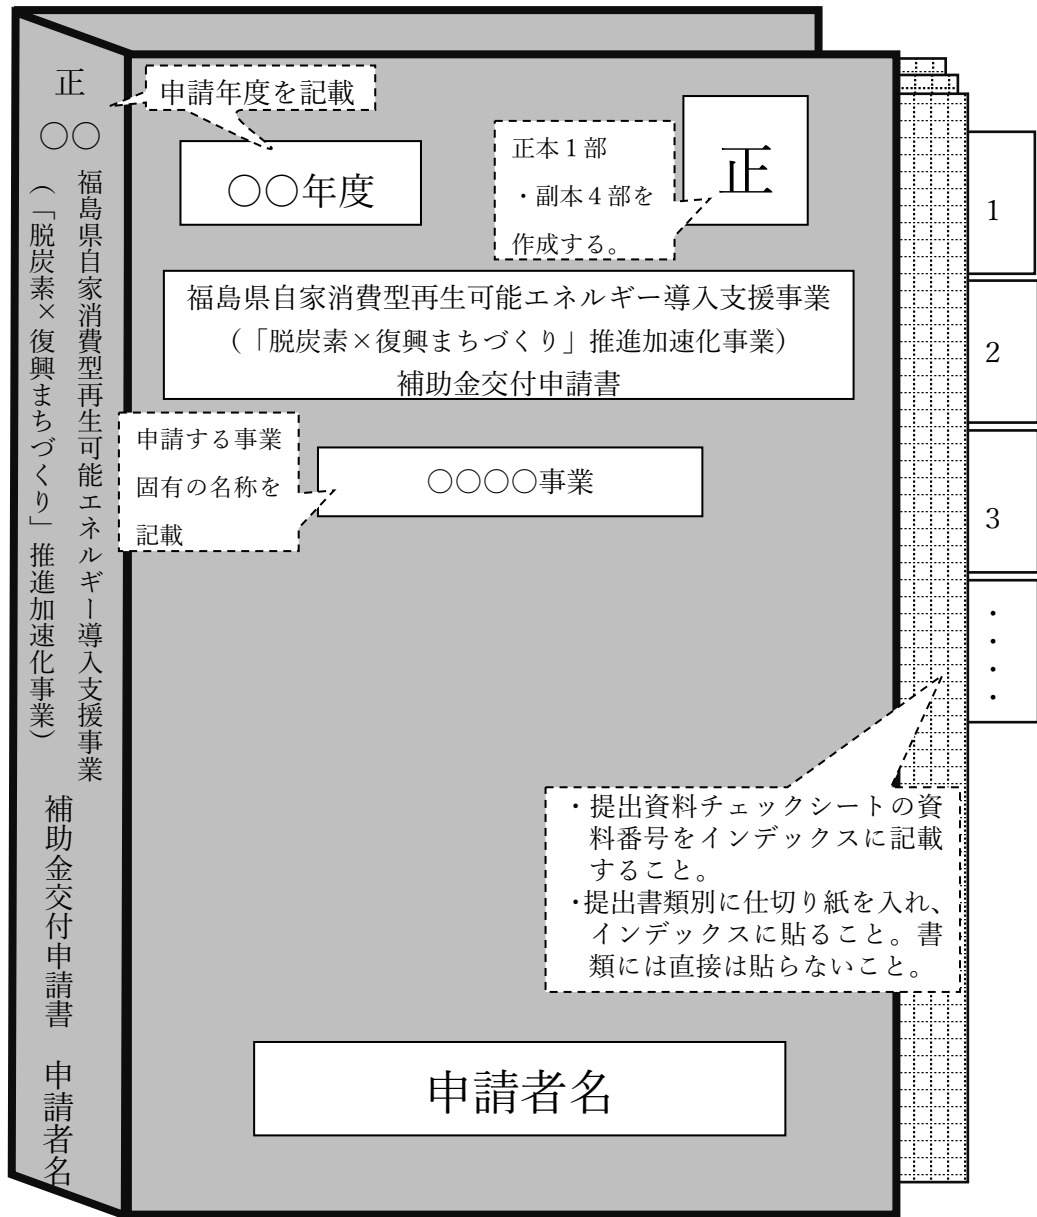 正
○○
福島県自家消費型再生可能エネルギー導入支援事業
（「脱炭素×復興まちづくり」推進加速化事業）
補助金交付申請書　申請者名
申請年度を記載
○○年度
正本１部
・副本４部を
作成する。
正
福島県自家消費型再生可能エネルギー導入支援事業
（「脱炭素×復興まちづくり」推進加速化事業）
補助金交付申請書
申請する事業
固有の名称を
記載
○○○○事業
1
2
3
・・・・
・提出資料チェックシートの資
料番号をインデックスに記載
すること。
・提出書類別に仕切り紙を入れ、
インデックスに貼ること。書
類には直接は貼らないこと。
申請者名